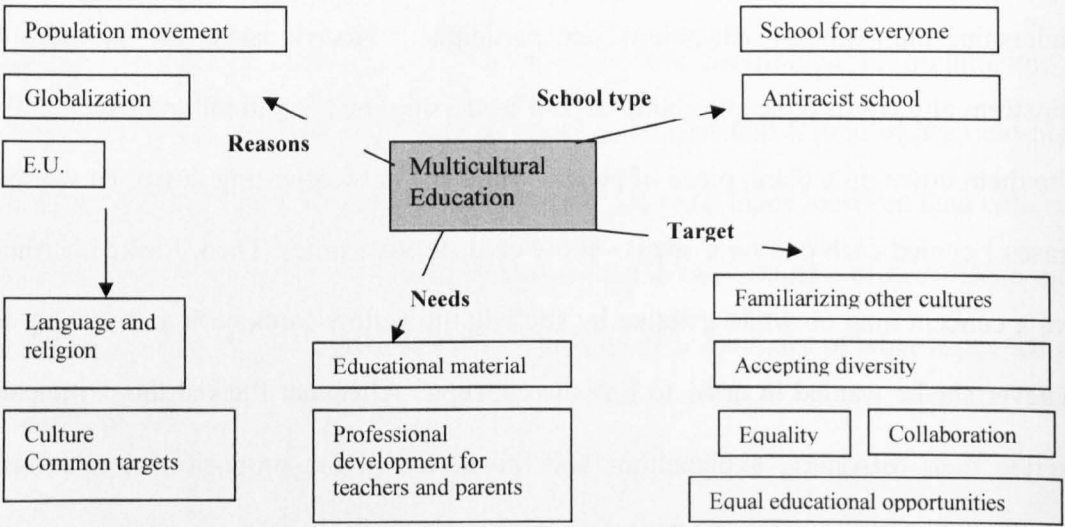 Population movement
School for everyone
Globalization
School type
Antiracist school
Reasons
E.U.
Multicultural
Education
Target
Needs
Familiarizing other cultures
Language and
religion
Educational material
Accepting diversity
Culture
Common targets
Professional
development for
teachers and parents
Equality
Collaboration
Equal educational opportunities